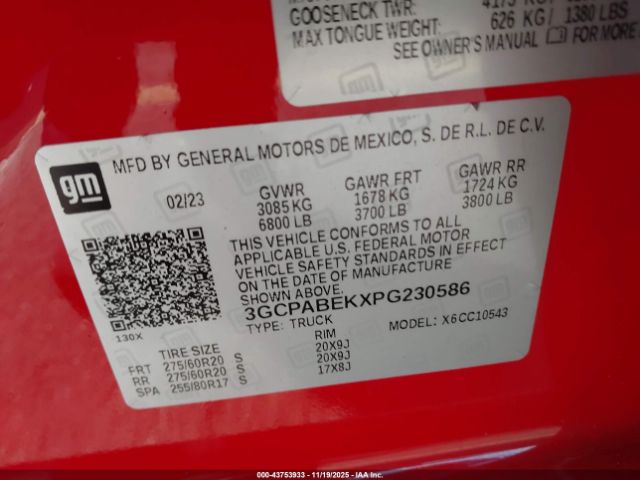 GOOSENECK TWR:
MAX TONGUE WEIGHT: 626 KG/ 1380 LBS
SEE OWNER'S MANUAL FOR MORE
gm
MFD BY GENERAL MOTORS DE MEXICO, S. DE R.L. DE C.V.
02/23 GVWR GAWR FRT GAWR RR
3085 KG 1678 KG 1724 KG
6800 LB 3700 LB 3800 LB
THIS VEHICLE CONFORMS TO ALL
APPLICABLE U.S. FEDERAL MOTOR
VEHICLE SAFETY STANDARDS IN EFFECT
ON THE DATE OF MANUFACTURE
SHOWN ABOVE.
3GCPABEKXPG230586
130X TYPE: TRUCK MODEL: X6CC10543
TIRE SIZE RIM
FRT 275/60R20 S 20X9J
RR 275/60R20 S 20X9J
SPA 255/80R17 S 17X8J
000-43753933 - 11/19/2025 - IAAI.COM